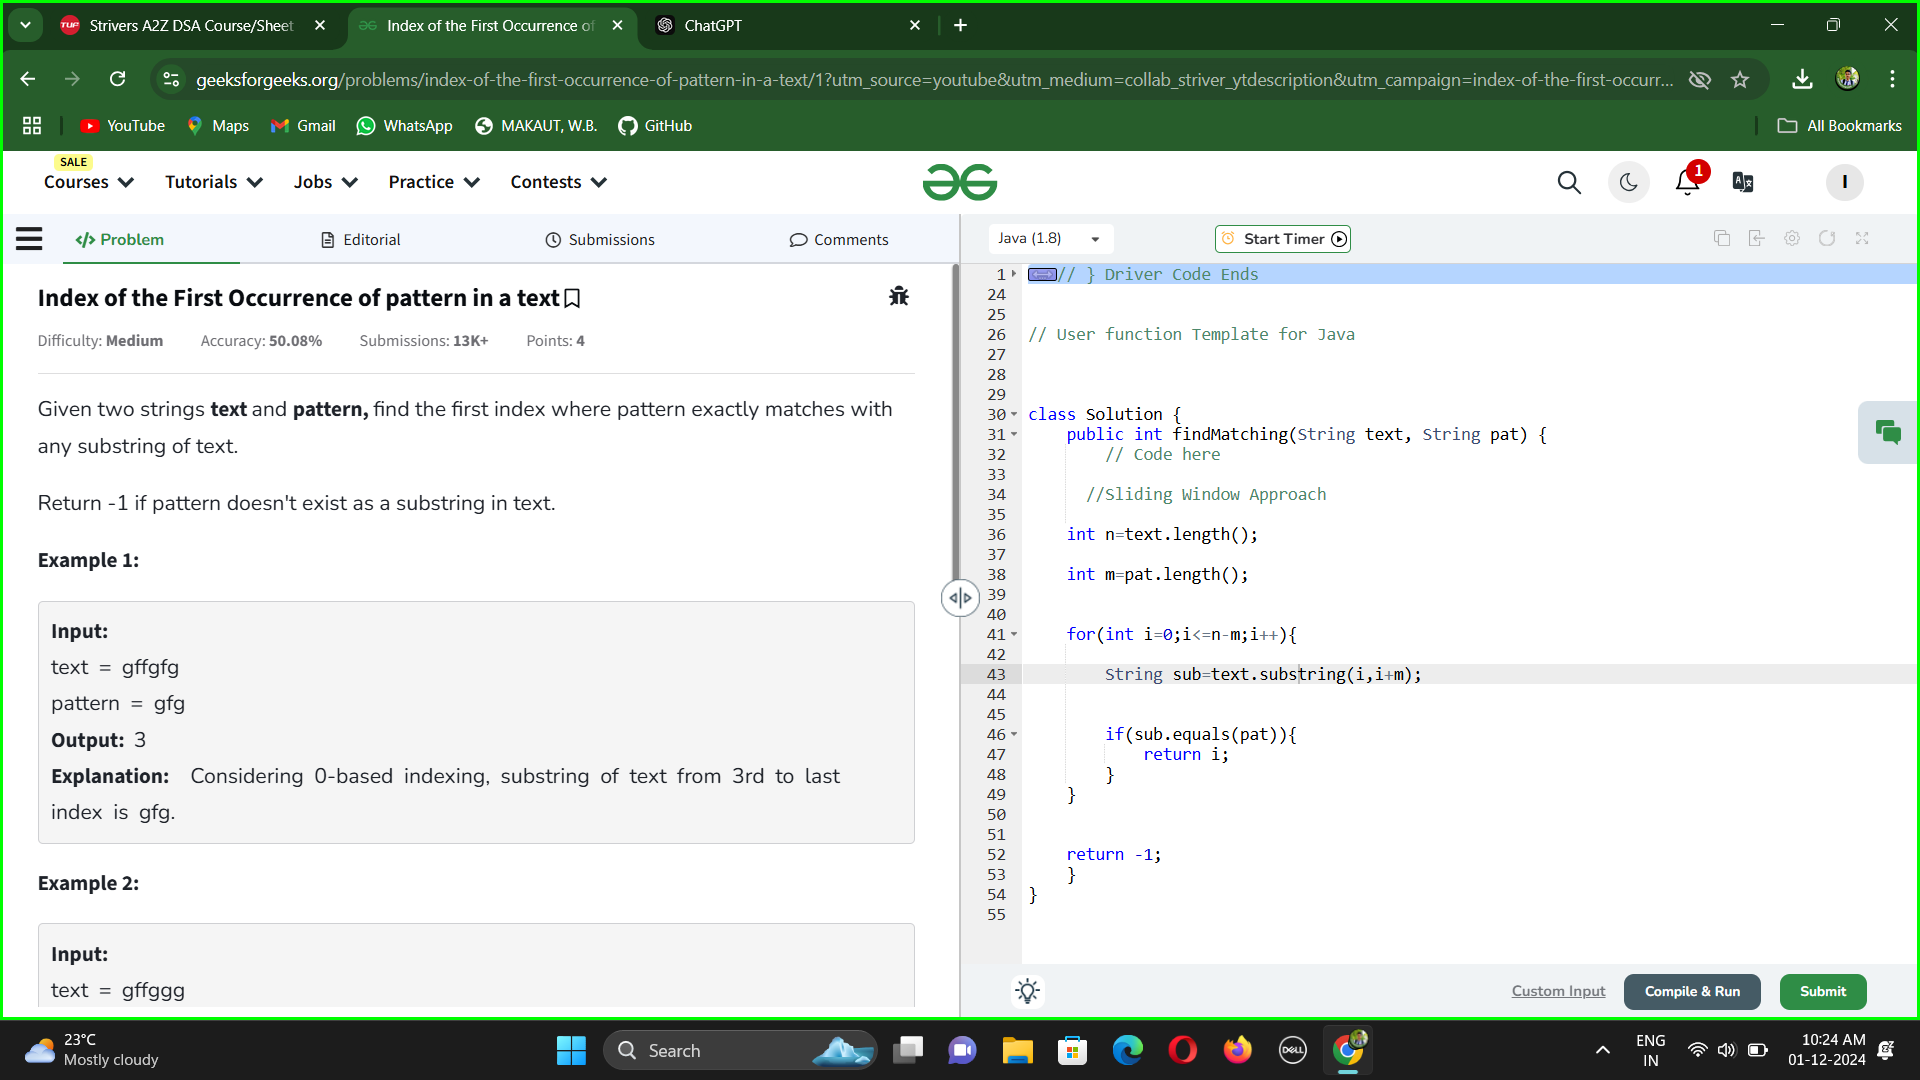 Strivers A2Z DSA Course/Sheet
Index of the First Occurrence of
ChatGPT
geeksforgeeks.org/problems/index-of-the-first-occurrence-of-pattern-in-a-text/1?utm_source=youtube&utm_medium=collab_striver_ytdescription&utm_campaign=index-of-the-first-occurr...
YouTube
Maps
Gmail
WhatsApp
MAKAUT, W.B.
GitHub
All Bookmarks
SALE
Courses
Tutorials
Jobs
Practice
Contests
1
I
</> Problem
Editorial
Submissions
Comments
Java (1.8)
Start Timer
Index of the First Occurrence of pattern in a text
Difficulty: Medium Accuracy: 50.08% Submissions: 13K+ Points: 4
Given two strings text and pattern, find the first index where pattern exactly matches with
any substring of text.
Return -1 if pattern doesn't exist as a substring in text.
Example 1:
Input:
text = gffgfg
pattern = gfg
Output: 3
Explanation: Considering 0-based indexing, substring of text from 3rd to last
index is gfg.
Example 2:
Input:
text = gffggg
1 // } Driver Code Ends
24
25
26 // User function Template for Java
27
28
29
30 class Solution {
31 public int findMatching(String text, String pat) {
32 // Code here
33
34 //Sliding Window Approach
35
36 int n=text.length();
37
38 int m=pat.length();
39
40
41 for(int i=0;i<=n-m;i++){
42
43 String sub=text.substring(i,i+m);
44
45
46 if(sub.equals(pat)){
47 return i;
48 }
49 }
50
51
52 return -1;
53 }
54 }
55
Custom Input
Compile & Run
Submit
23°C
Mostly cloudy
Search
DELL
ENG
IN
10:24 AM
01-12-2024